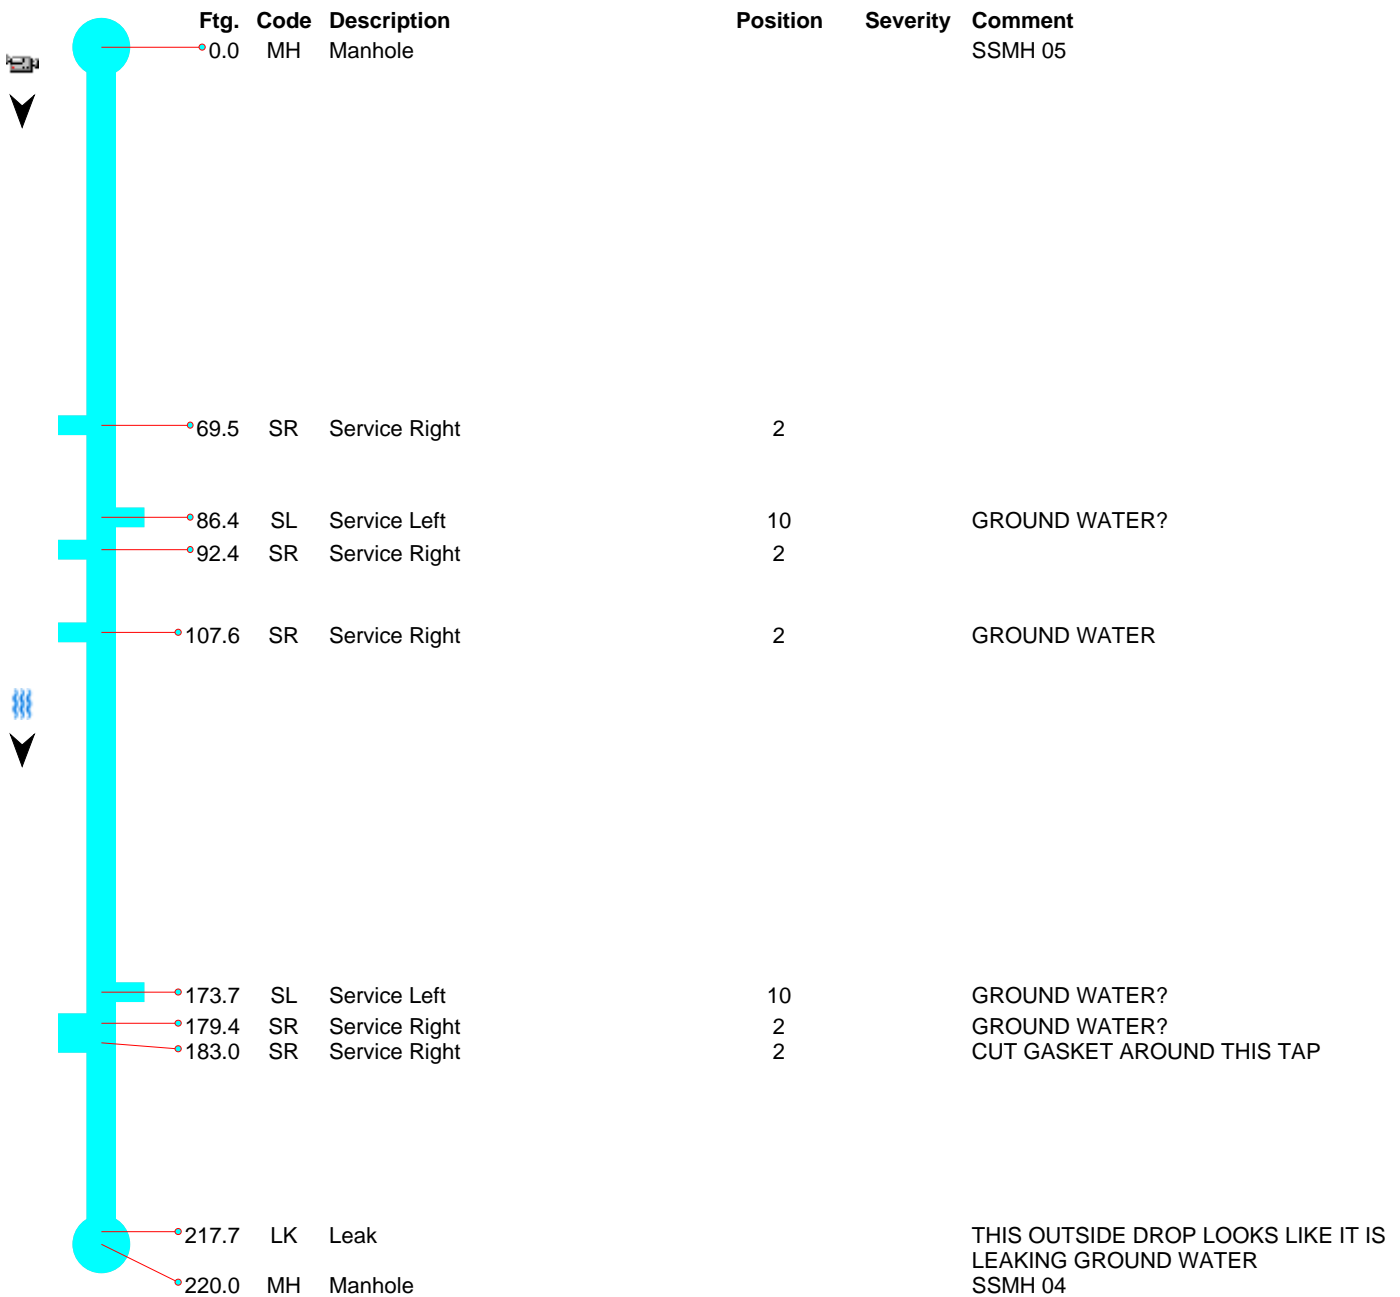 Ftg. Code Description Position Severity Comment
0.0 MH Manhole SSMH 05
69.5 SR Service Right 2
86.4 SL Service Left 10 GROUND WATER?
92.4 SR Service Right 2
107.6 SR Service Right 2 GROUND WATER
173.7 SL Service Left 10 GROUND WATER?
179.4 SR Service Right 2 GROUND WATER?
183.0 SR Service Right 2 CUT GASKET AROUND THIS TAP
217.7 LK Leak THIS OUTSIDE DROP LOOKS LIKE IT IS
LEAKING GROUND WATER
220.0 MH Manhole SSMH 04